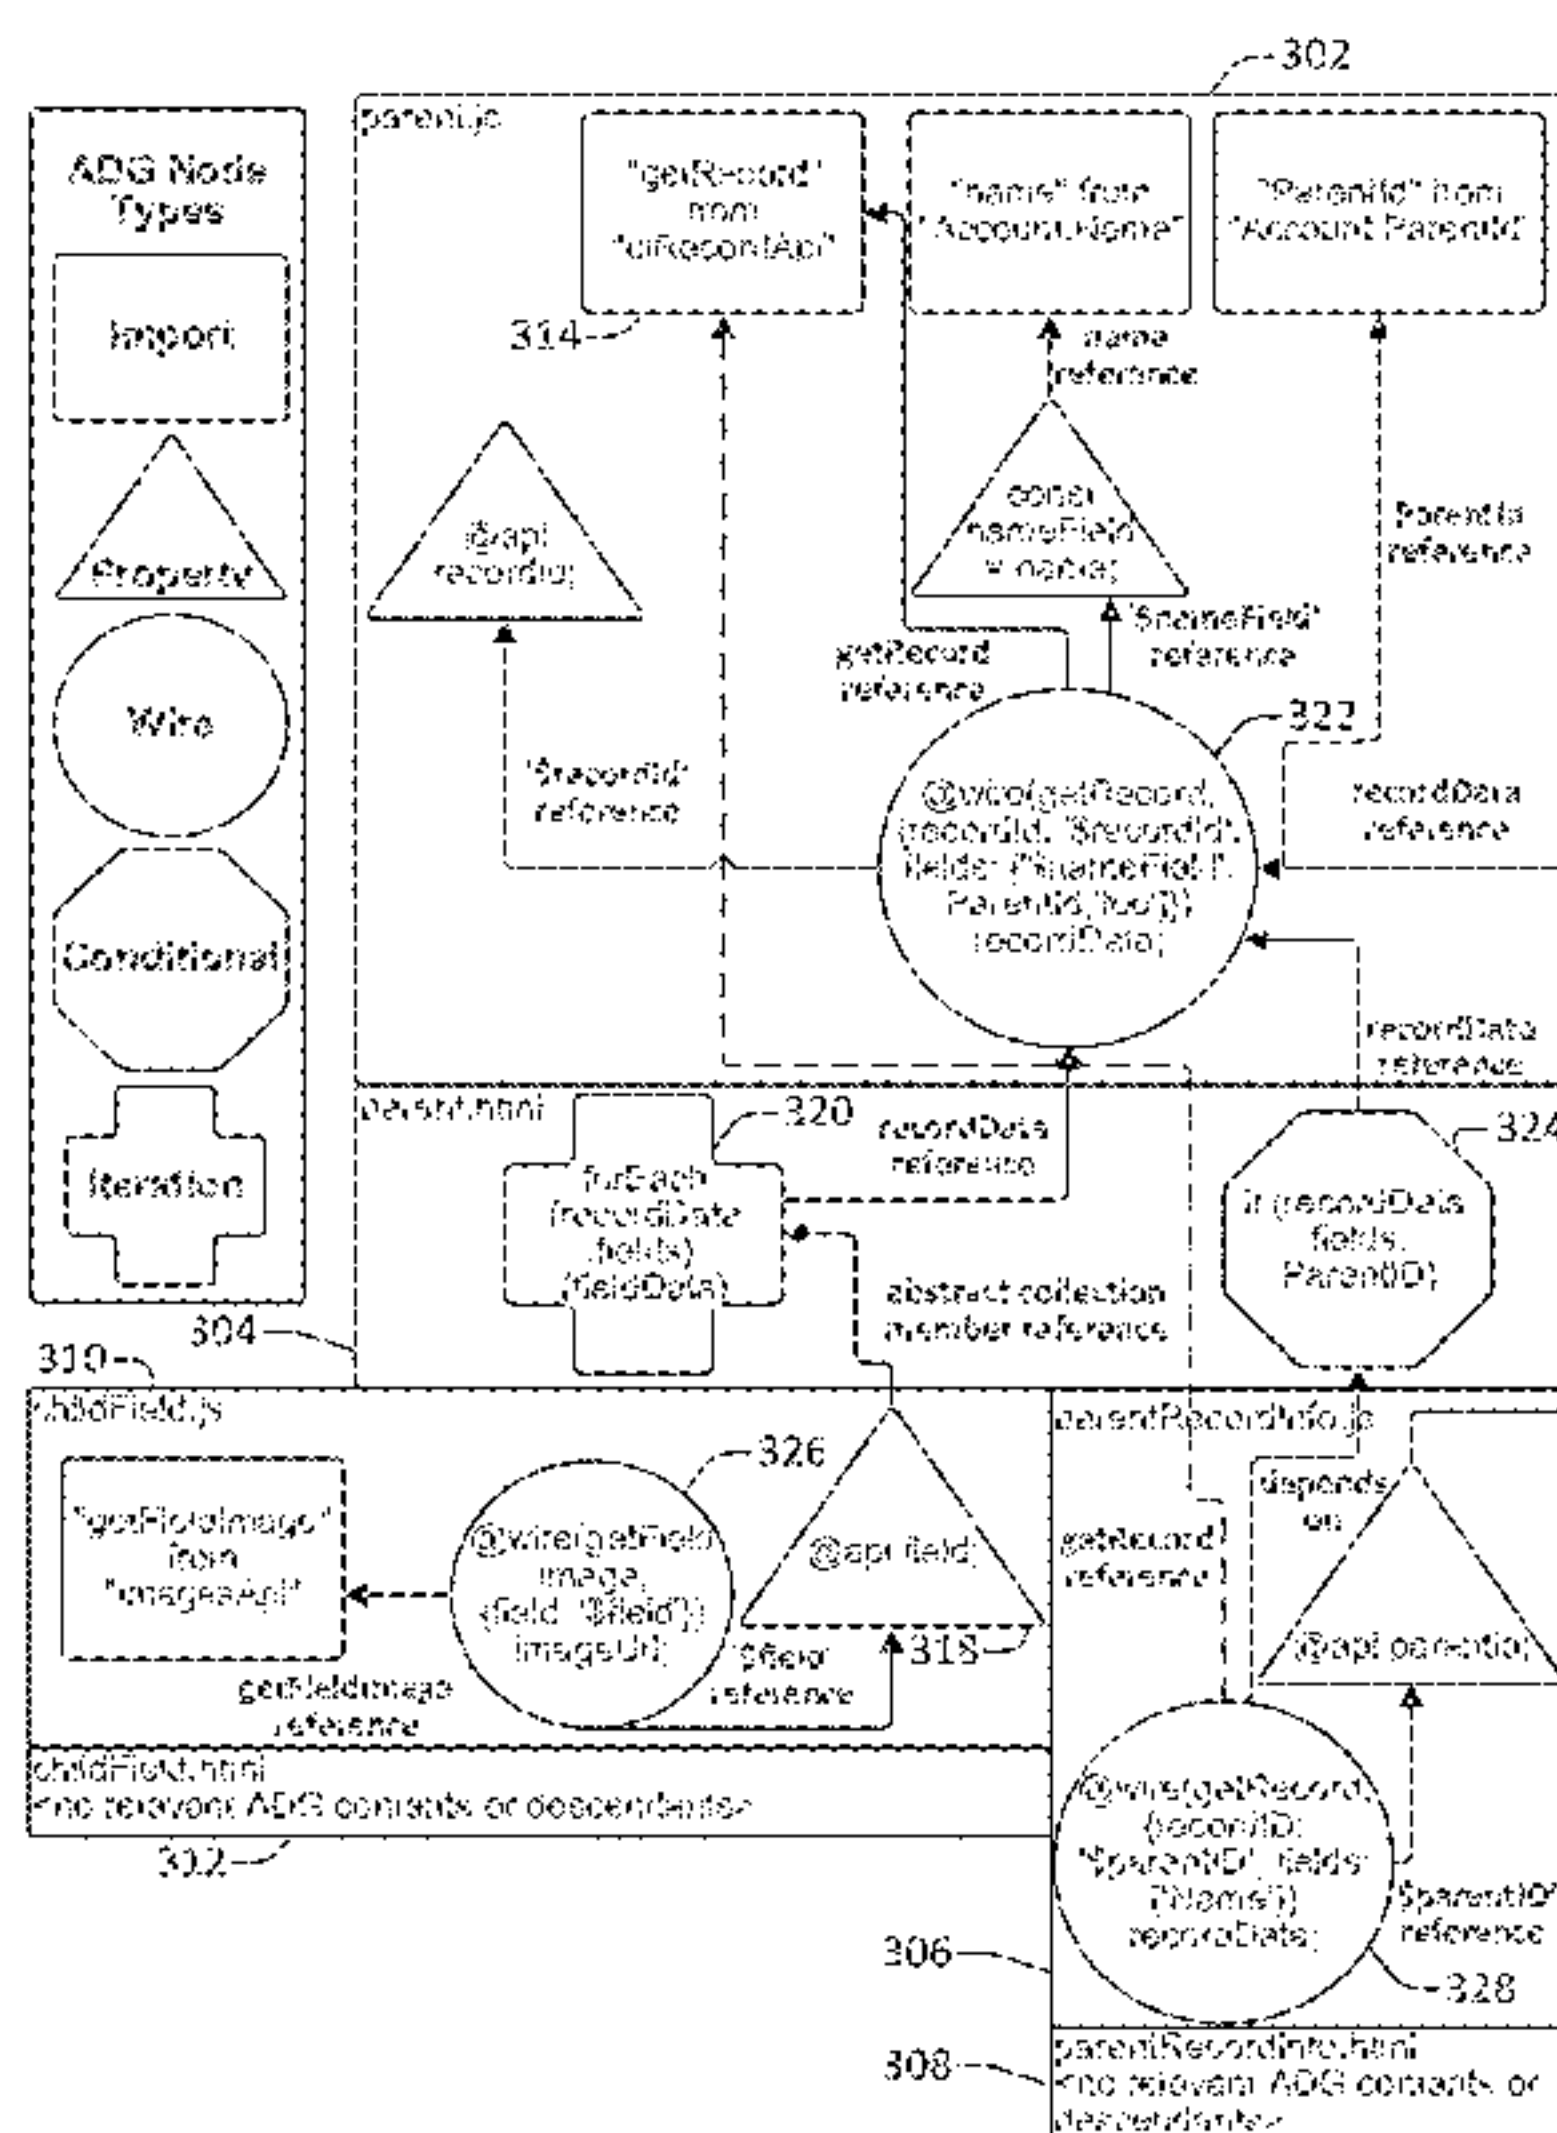 302
ADG Node
Types
Import
Property
Wire
Conditional
Iteration
parent.js
"getRecord"
from
"uiRecordApi"
"name" from
"Account.Name"
"ParentId" from
"Account.ParentId"
314
name
reference
@api
recordId;
const
nameField
= name;
ParentId
reference
'$nameField'
reference
getRecord
reference
322
'$recordId'
reference
@wire(getRecord,
{recordId: '$recordId',
fields: ['$nameField',
ParentId,'foo']})
recordData;
recordData
reference
recordData
reference
parent.html
320
recordData
reference
324
forEach
(recordData
.fields)
(fieldData)
if (recordData
.fields.
ParentID)
abstract collection
member reference
304
310
childField.js
326
"getFieldImage"
from
"imagesApi"
@wire(getField
Image,
{field: '$field'})
imageUrl;
@api field;
318
'$field'
reference
getFieldImage
reference
childField.html
<no relevant ADG contents or descendents>
312
parentRecordInfo.js
depends
on
getRecord
reference
@api parentId;
@wire(getRecord,
{recordID:
'$parentID', fields:
['Name']})
recordData;
'$parentID'
reference
306
328
308
parentRecordInfo.html
<no relevant ADG contents or
descendents>